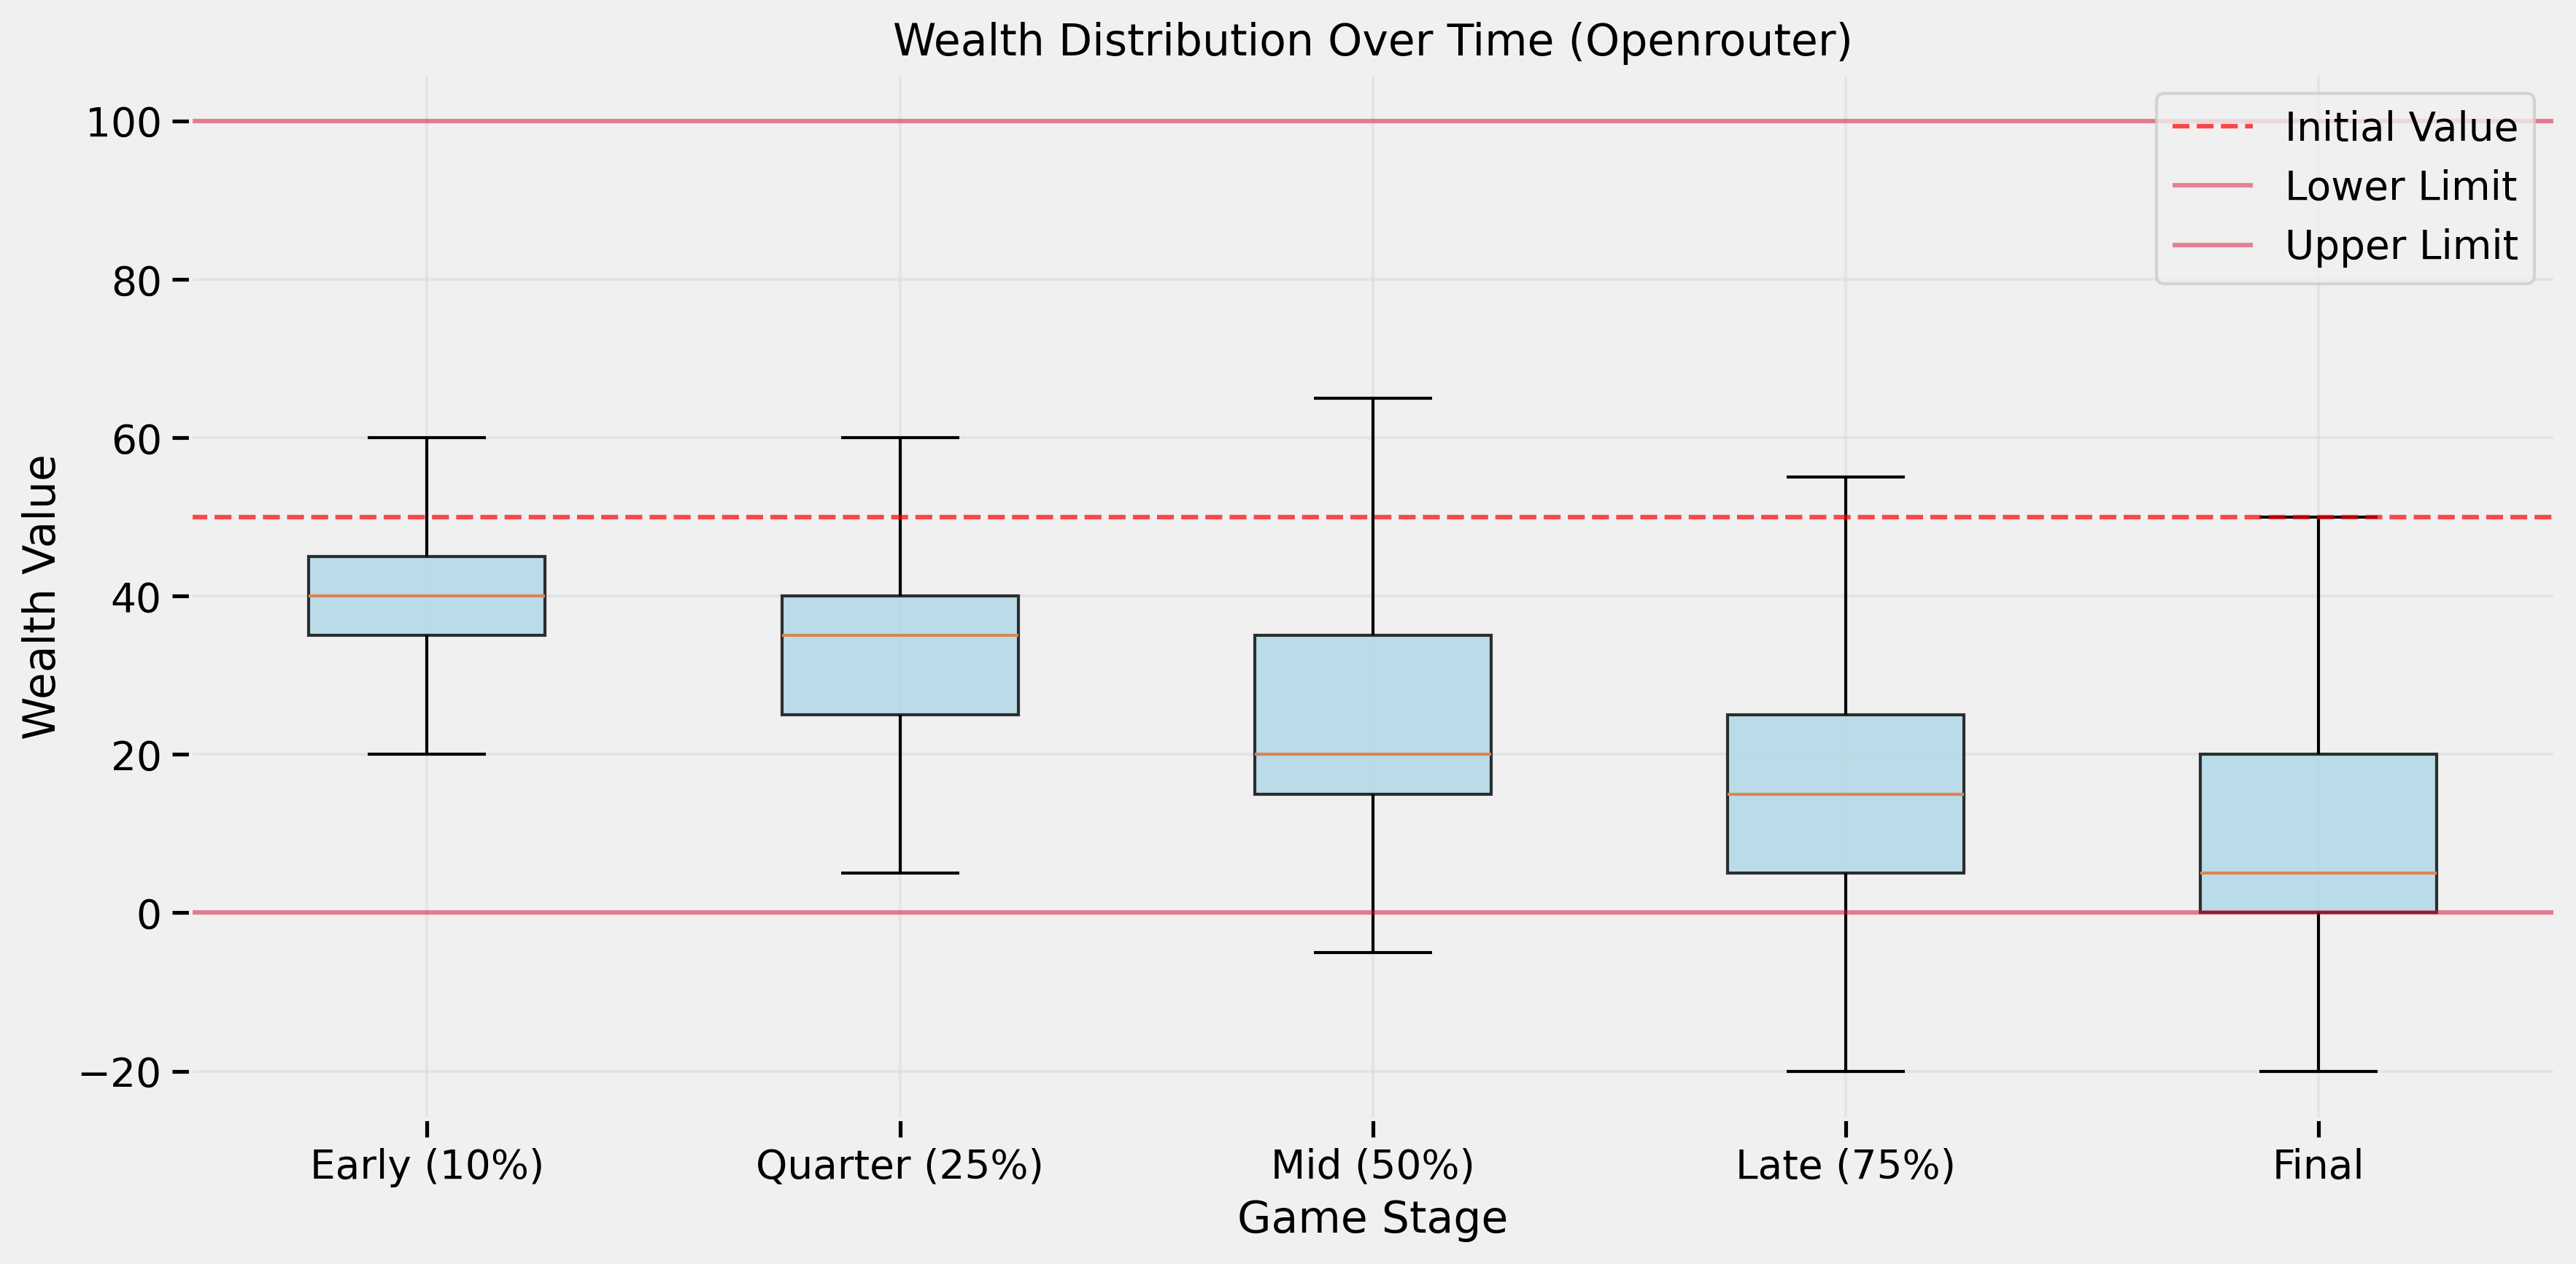 Wealth Distribution Over Time (Openrouter)
Initial Value
Lower Limit
Upper Limit
Wealth Value
100
80
60
40
20
0
−20
Early (10%)
Quarter (25%)
Mid (50%)
Late (75%)
Final
Game Stage